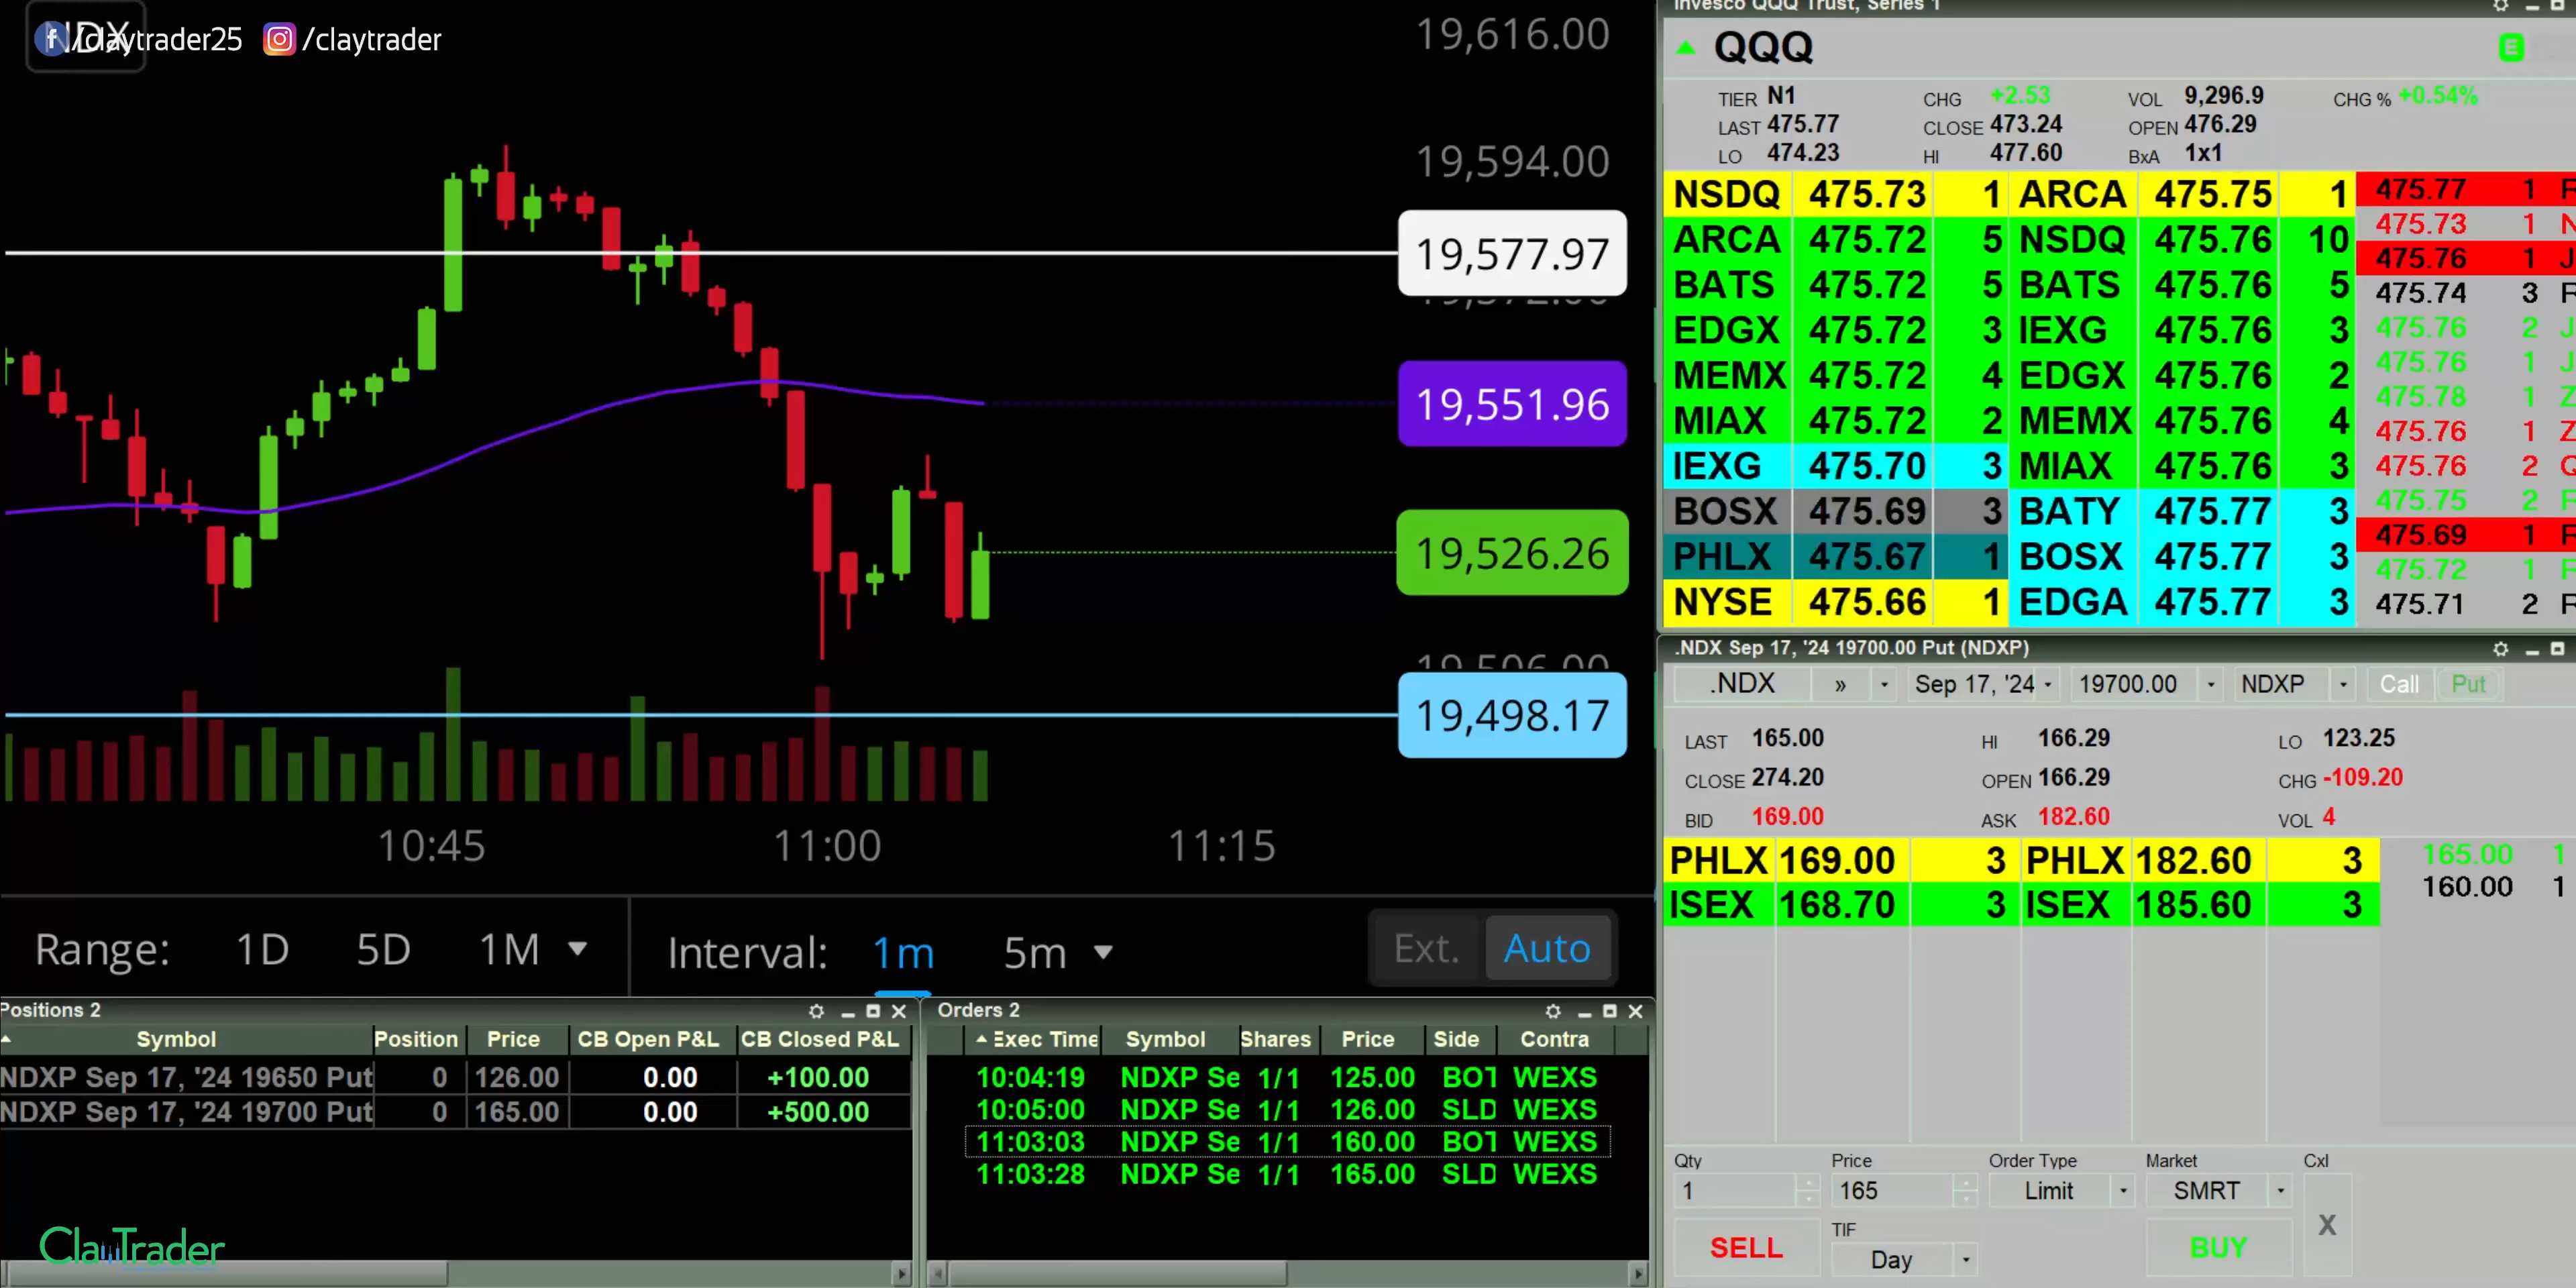 NDX
/claytrader25 /claytrader
19,616.00
19,594.00
19,577.97
19,551.96
19,526.26
19,506.00
19,498.17
10:45 11:00 11:15
Range: 1D 5D 1M Interval: 1m 5m Ext. Auto
Positions 2
Symbol Position Price CB Open P&L CB Closed P&L
NDXP Sep 17, '24 19650 Put 0 126.00 0.00 +100.00
NDXP Sep 17, '24 19700 Put 0 165.00 0.00 +500.00
ClayTrader
Orders 2
Exec Time Symbol Shares Price Side Contra
10:04:19 NDXP Se 1/1 125.00 BOT WEXS
10:05:00 NDXP Se 1/1 126.00 SLD WEXS
11:03:03 NDXP Se 1/1 160.00 BOT WEXS
11:03:28 NDXP Se 1/1 165.00 SLD WEXS
Invesco QQQ Trust, Series 1
QQQ E
TIER N1 CHG +2.53 VOL 9,296.9 CHG % +0.54%
LAST 475.77 CLOSE 473.24 OPEN 476.29
LO 474.23 HI 477.60 BxA 1x1
NSDQ 475.73 1 ARCA 475.75 1
ARCA 475.72 5 NSDQ 475.76 10
BATS 475.72 5 BATS 475.76 5
EDGX 475.72 3 IEXG 475.76 3
MEMX 475.72 4 EDGX 475.76 2
MIAX 475.72 2 MEMX 475.76 4
IEXG 475.70 3 MIAX 475.76 3
BOSX 475.69 3 BATY 475.77 3
PHLX 475.67 1 BOSX 475.77 3
NYSE 475.66 1 EDGA 475.77 3
475.77 1
475.73 1
475.76 1 J
475.74 3
475.76 2 J
475.76 1 J
475.78 1 Z
475.76 1 Z
475.76 2 Q
475.75 2
475.69 1
475.72 1
475.71 2
.NDX Sep 17, '24 19700.00 Put (NDXP)
.NDX » Sep 17, '24 19700.00 NDXP Call Put
LAST 165.00 HI 166.29 LO 123.25
CLOSE 274.20 OPEN 166.29 CHG -109.20
BID 169.00 ASK 182.60 VOL 4
PHLX 169.00 3 PHLX 182.60 3
ISEX 168.70 3 ISEX 185.60 3
165.00 1
160.00 1
Qty Price Order Type Market Cxl
1 165 Limit SMRT X
SELL TIF Day BUY